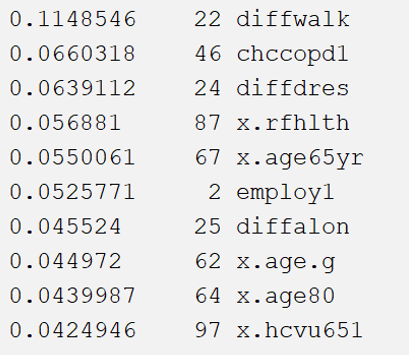 0.1148546 22 diffwalk
0.0660318 46 chccopd1
0.0639112 24 diffdres
0.056881 87 x.rfhlth
0.0550061 67 x.age65yr
0.0525771 2 employ1
0.045524 25 diffalon
0.044972 62 x.age.g
0.0439987 64 x.age80
0.0424946 97 x.hcvu651